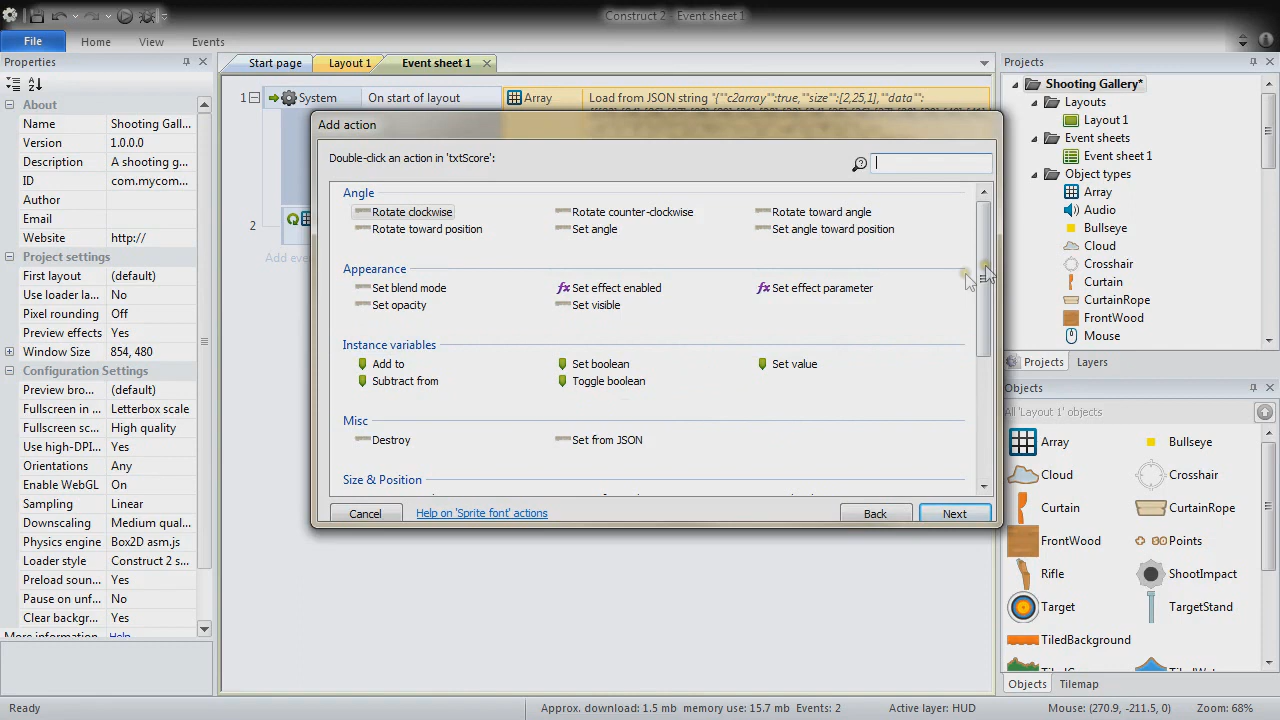 Construct 2 - Event sheet 1
File
Home
View
Events
Properties
About
Name
Shooting Gall...
Version
1.0.0.0
Description
ID
com.mycom...
Author
Email
Website
http://
Project settings
First layout
(default)
Use loader la...
No
Pixel rounding
Off
Preview effects
Yes
Window Size
854, 480
Configuration Settings
Preview bro...
(default)
Fullscreen in ...
Letterbox scale
Fullscreen sc...
High quality
Use high-DPI...
Yes
Orientations
Any
Enable WebGL
On
Sampling
Linear
Downscaling
Medium qual...
Physics engine
Box2D asm.js
Loader style
Construct 2 s...
Preload soun...
Yes
Pause on unf...
No
Clear backgr...
Yes
More information
Help
Start page
Layout 1
Event sheet 1
1
System
On start of layout
Array
Load from JSON string "{""c2array"":true,""size"":[2,25,1],""data"":
2
Add even
Add action
Double-click an action in 'txtScore':
Angle
Rotate clockwise
Rotate counter-clockwise
Rotate toward angle
Rotate toward position
Set angle
Set angle toward position
Appearance
Set blend mode
Set effect enabled
Set effect parameter
Set opacity
Set visible
Instance variables
Add to
Set boolean
Set value
Subtract from
Toggle boolean
Misc
Destroy
Set from JSON
Size & Position
Cancel
Help on 'Sprite font' actions
Back
Next
Projects
Shooting Gallery*
Layouts
Layout 1
Event sheets
Event sheet 1
Object types
Array
Audio
Bullseye
Cloud
Crosshair
Curtain
CurtainRope
FrontWood
Mouse
Projects
Layers
Objects
All 'Layout 1' objects
Array
Bullseye
Cloud
Crosshair
Curtain
CurtainRope
FrontWood
Points
Rifle
ShootImpact
Target
TargetStand
TiledBackground
Objects
Tilemap
Ready
Approx. download: 1.5 mb
memory use: 15.7 mb
Events: 2
Active layer: HUD
Mouse: (270.9, -211.5, 0)
Zoom: 68%